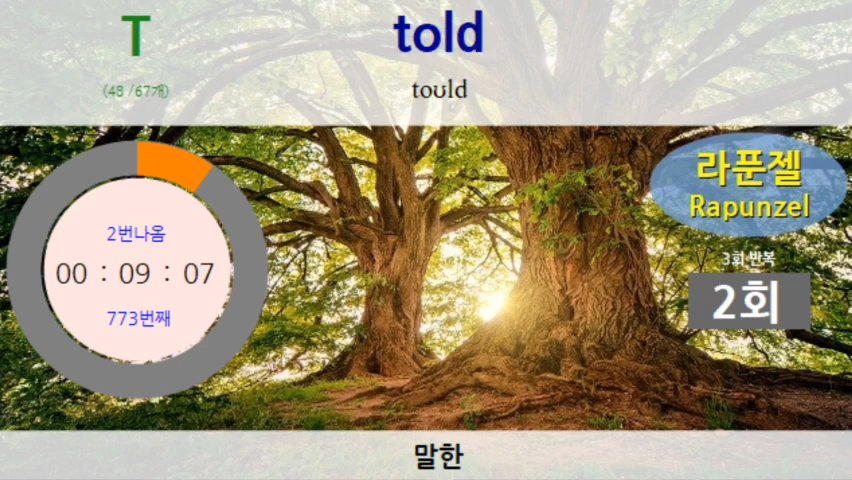 T
(48 /67개)
told
toʊld
라푼젤
Rapunzel
2번나옴
00 : 09 : 07
773번째
3회 반복
2회
말한